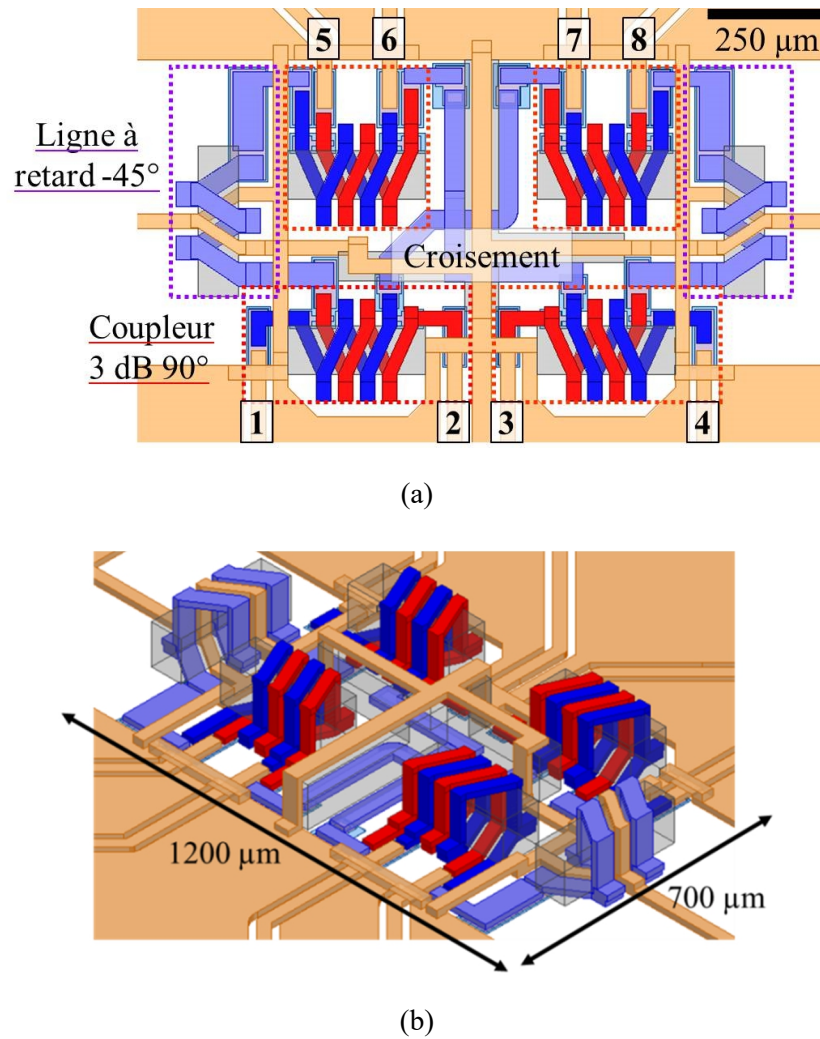 5 6 7 8
250 µm
Ligne à
retard -45°
Croisement
Coupleur
3 dB 90°
1 2 3 4
(a)
1200 µm
700 µm
(b)